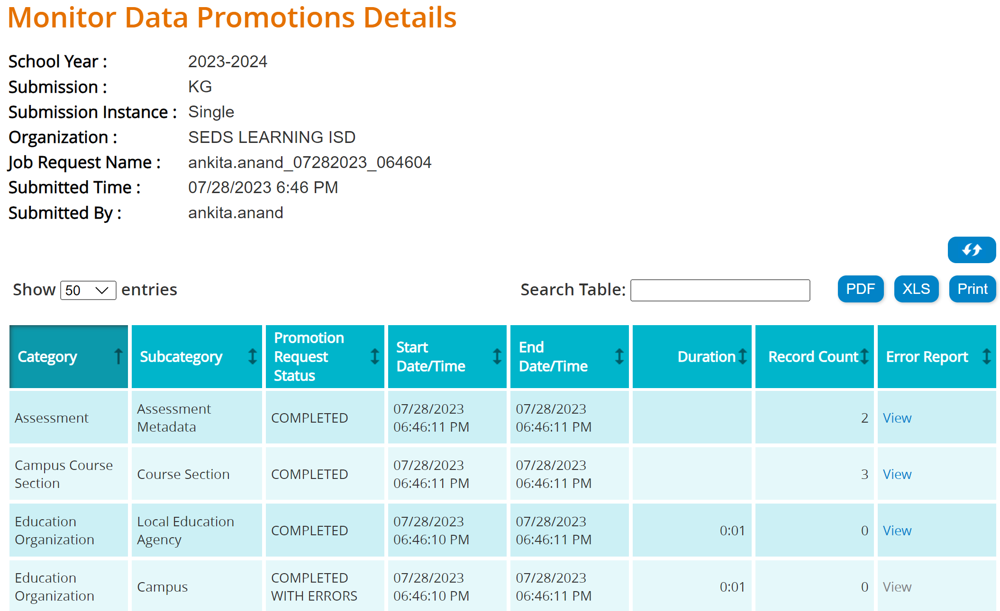 Monitor Data Promotions Details
School Year : 2023-2024
Submission : KG
Submission Instance : Single
Organization : SEDS LEARNING ISD
Job Request Name : ankita.anand_07282023_064604
Submitted Time : 07/28/2023 6:46 PM
Submitted By : ankita.anand
Show 50 entries Search Table: PDF XLS Print
Category Subcategory Promotion Request Status Start Date/Time End Date/Time Duration Record Count Error Report
Assessment Assessment Metadata COMPLETED 07/28/2023 06:46:11 PM 07/28/2023 06:46:11 PM 2 View
Campus Course Section Course Section COMPLETED 07/28/2023 06:46:11 PM 07/28/2023 06:46:11 PM 3 View
Education Organization Local Education Agency COMPLETED 07/28/2023 06:46:10 PM 07/28/2023 06:46:11 PM 0:01 0 View
Education Organization Campus COMPLETED WITH ERRORS 07/28/2023 06:46:10 PM 07/28/2023 06:46:11 PM 0:01 0 View